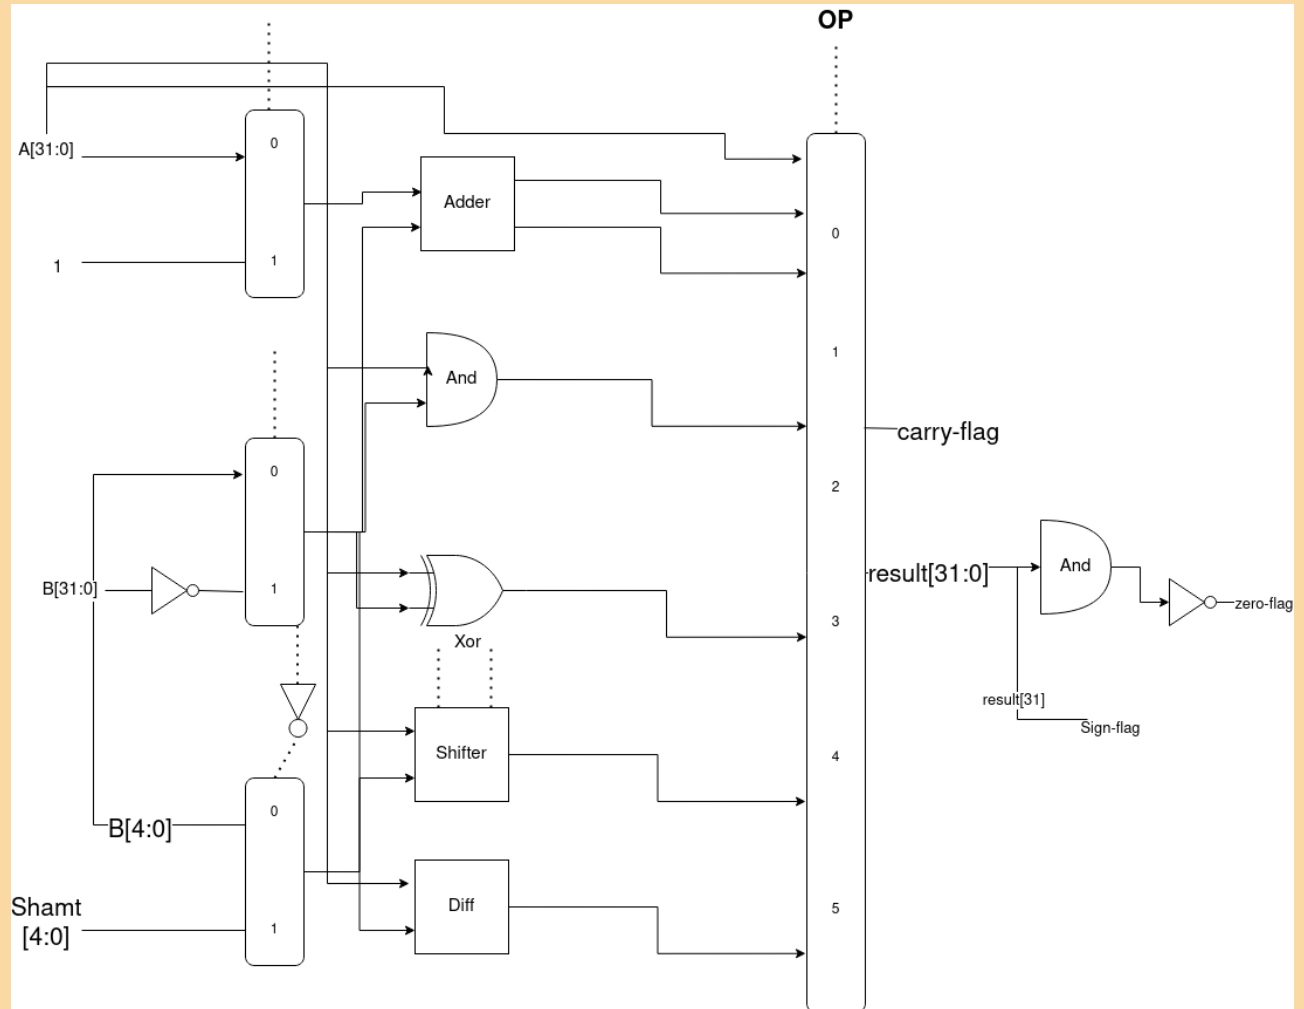 OP
A[31:0]
0
1
1
Adder
And
0
1
B[31:0]
Xor
Shifter
B[4:0]
0
1
Shamt
[4:0]
Diff
0
1
2
3
4
5
carry-flag
result[31:0]
And
zero-flag
result[31]
Sign-flag